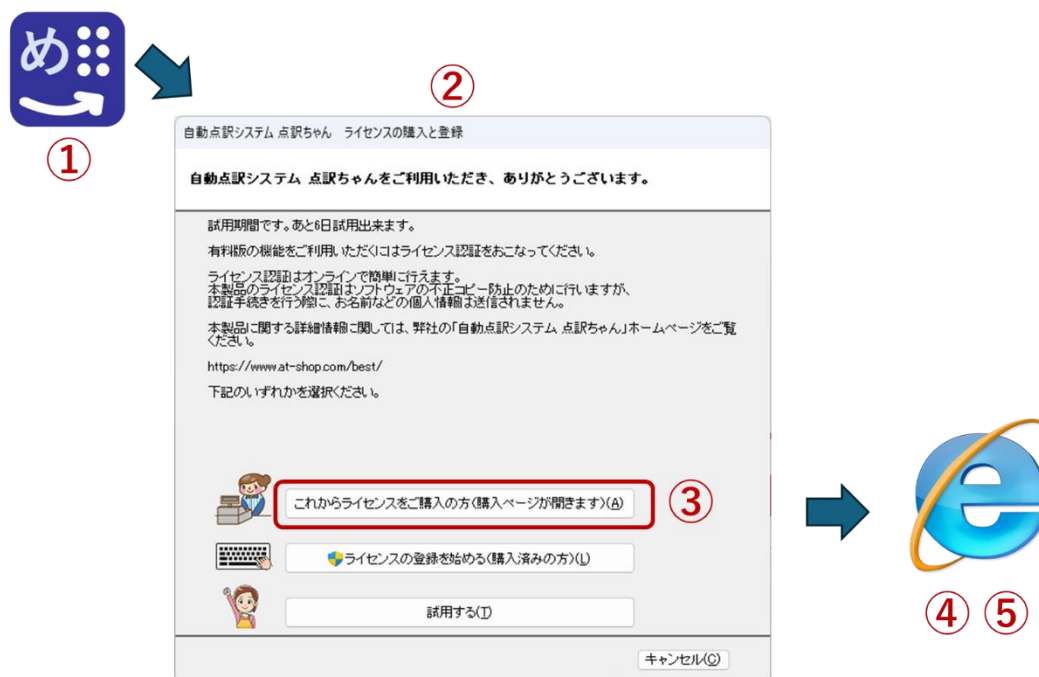 め
①
②
自動点訳システム 点訳ちゃん ライセンスの購入と登録
自動点訳システム 点訳ちゃんをご利用いただき、ありがとうございます。
試用期間です。あと6日試用出来ます。
有料版の機能をご利用いただくにはライセンス認証をおこなってください。
ライセンス認証はオンラインで簡単に行えます。
本製品のライセンス認証はソフトウェアの不正コピー防止のために行いますが、
認証手続きを行う際に、お名前などの個人情報は送信されません。
本製品に関する詳細情報に関しては、弊社の「自動点訳システム 点訳ちゃん」ホームページをご覧
ください。
https://www.at-shop.com/best/
下記のいずれかを選択ください。
これからライセンスをご購入の方(購入ページが開きます)(A)
③
ライセンスの登録を始める(購入済みの方)(L)
試用する(T)
キャンセル(C)
④ ⑤